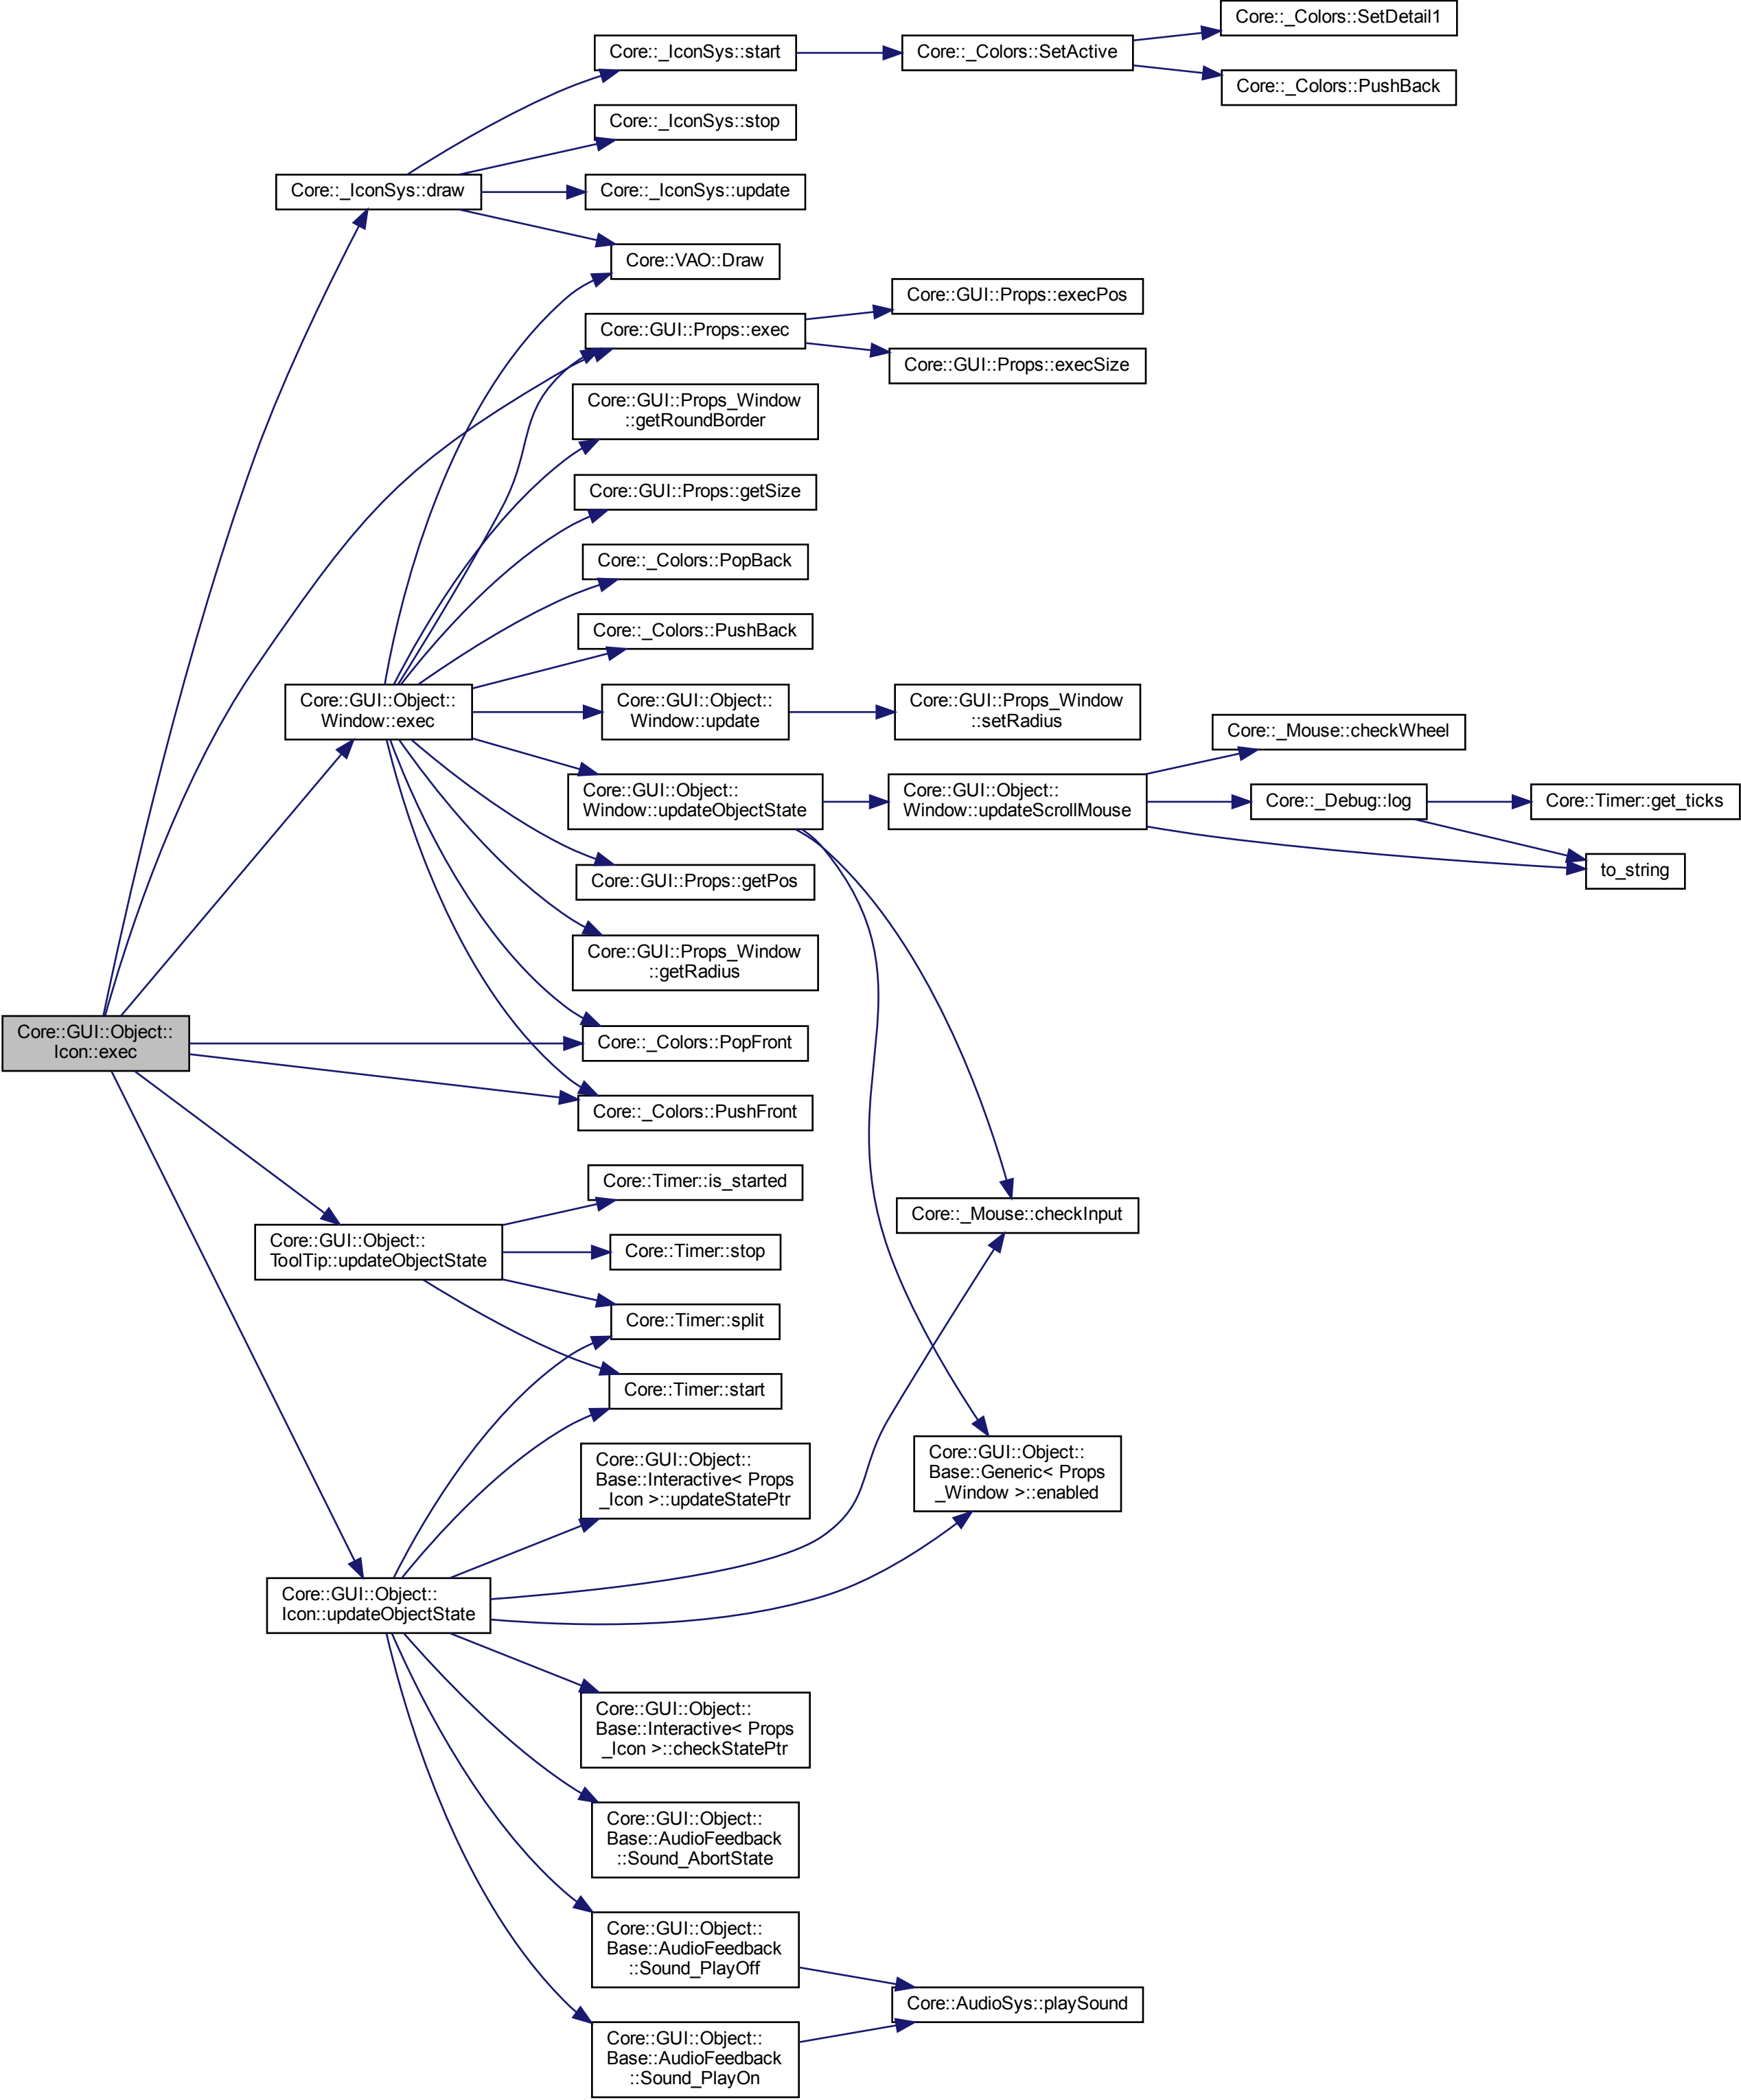 Core::_Colors::SetDetail1
Core::_IconSys::start
Core::_Colors::SetActive
Core::_Colors::PushBack
Core::_IconSys::stop
Core::_IconSys::draw
Core::_IconSys::update
Core::VAO::Draw
Core::GUI::Props::execPos
Core::GUI::Props::exec
Core::GUI::Props::execSize
Core::GUI::Props_Window
::getRoundBorder
Core::GUI::Props::getSize
Core::_Colors::PopBack
Core::_Colors::PushBack
Core::GUI::Object::
Window::exec
Core::GUI::Object::
Window::update
Core::GUI::Props_Window
::setRadius
Core::_Mouse::checkWheel
Core::GUI::Object::
Window::updateObjectState
Core::GUI::Object::
Window::updateScrollMouse
Core::_Debug::log
Core::Timer::get_ticks
to_string
Core::GUI::Props::getPos
Core::GUI::Props_Window
::getRadius
Core::GUI::Object::
Icon::exec
Core::_Colors::PopFront
Core::_Colors::PushFront
Core::Timer::is_started
Core::_Mouse::checkInput
Core::GUI::Object::
ToolTip::updateObjectState
Core::Timer::stop
Core::Timer::split
Core::Timer::start
Core::GUI::Object::
Base::Interactive< Props
_Icon >::updateStatePtr
Core::GUI::Object::
Base::Generic< Props
_Window >::enabled
Core::GUI::Object::
Icon::updateObjectState
Core::GUI::Object::
Base::Interactive< Props
_Icon >::checkStatePtr
Core::GUI::Object::
Base::AudioFeedback
::Sound_AbortState
Core::GUI::Object::
Base::AudioFeedback
::Sound_PlayOff
Core::AudioSys::playSound
Core::GUI::Object::
Base::AudioFeedback
::Sound_PlayOn